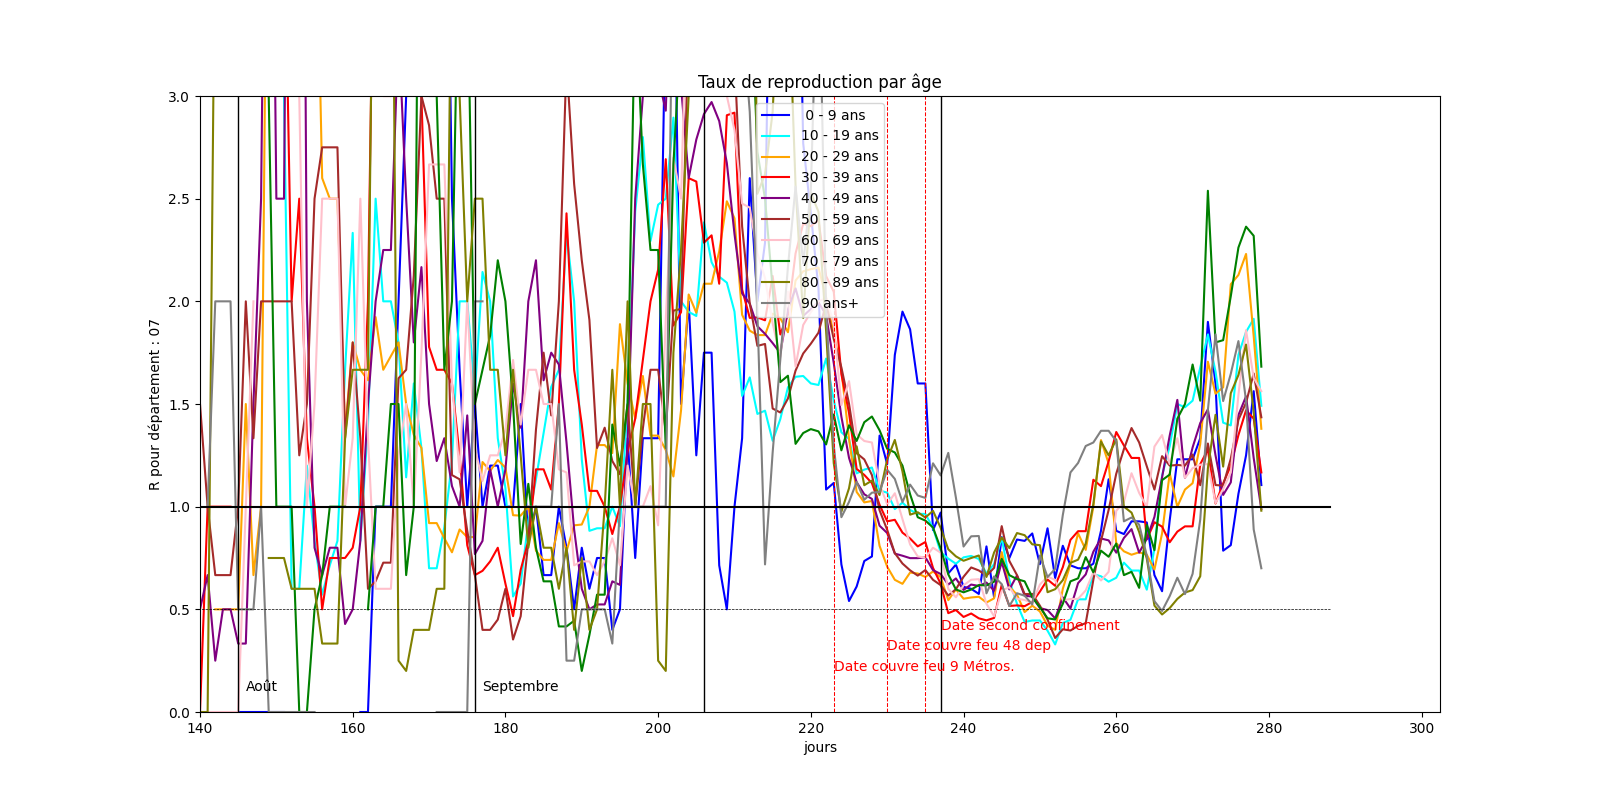 Taux de reproduction par âge
R pour département : 07
3.0
2.5
2.0
1.5
1.0
0.5
0.0
0 - 9 ans
10 - 19 ans
20 - 29 ans
30 - 39 ans
40 - 49 ans
50 - 59 ans
60 - 69 ans
70 - 79 ans
80 - 89 ans
90 ans+
Date second confinement
Date couvre feu 48 dep
Date couvre feu 9 Métros.
Août
Septembre
140 160 180 200 220 240 260 280 300
jours